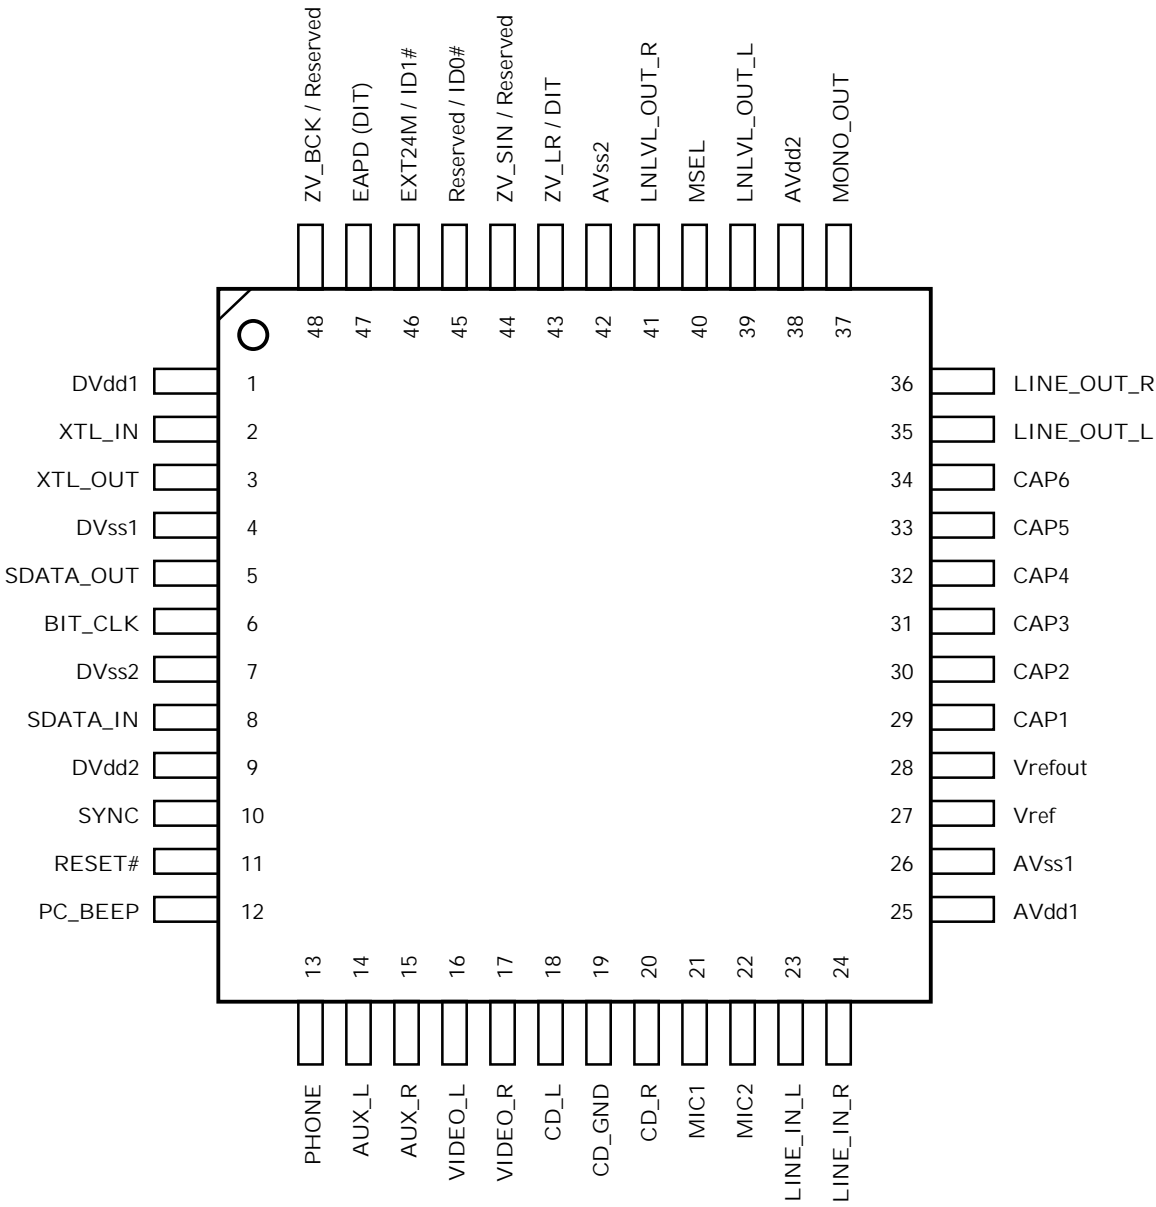 ZV_BCK / Reserved
EAPD (DIT)
EXT24M / ID1#
Reserved / ID0#
ZV_SIN / Reserved
ZV_LR / DIT
AVss2
LNLVL_OUT_R
MSEL
LNLVL_OUT_L
AVdd2
MONO_OUT
48
47
46
45
44
43
42
41
40
39
38
37
DVdd1 1
XTL_IN 2
XTL_OUT 3
DVss1 4
SDATA_OUT 5
BIT_CLK 6
DVss2 7
SDATA_IN 8
DVdd2 9
SYNC 10
RESET# 11
PC_BEEP 12
36 LINE_OUT_R
35 LINE_OUT_L
34 CAP6
33 CAP5
32 CAP4
31 CAP3
30 CAP2
29 CAP1
28 Vrefout
27 Vref
26 AVss1
25 AVdd1
13
14
15
16
17
18
19
20
21
22
23
24
PHONE
AUX_L
AUX_R
VIDEO_L
VIDEO_R
CD_L
CD_GND
CD_R
MIC1
MIC2
LINE_IN_L
LINE_IN_R